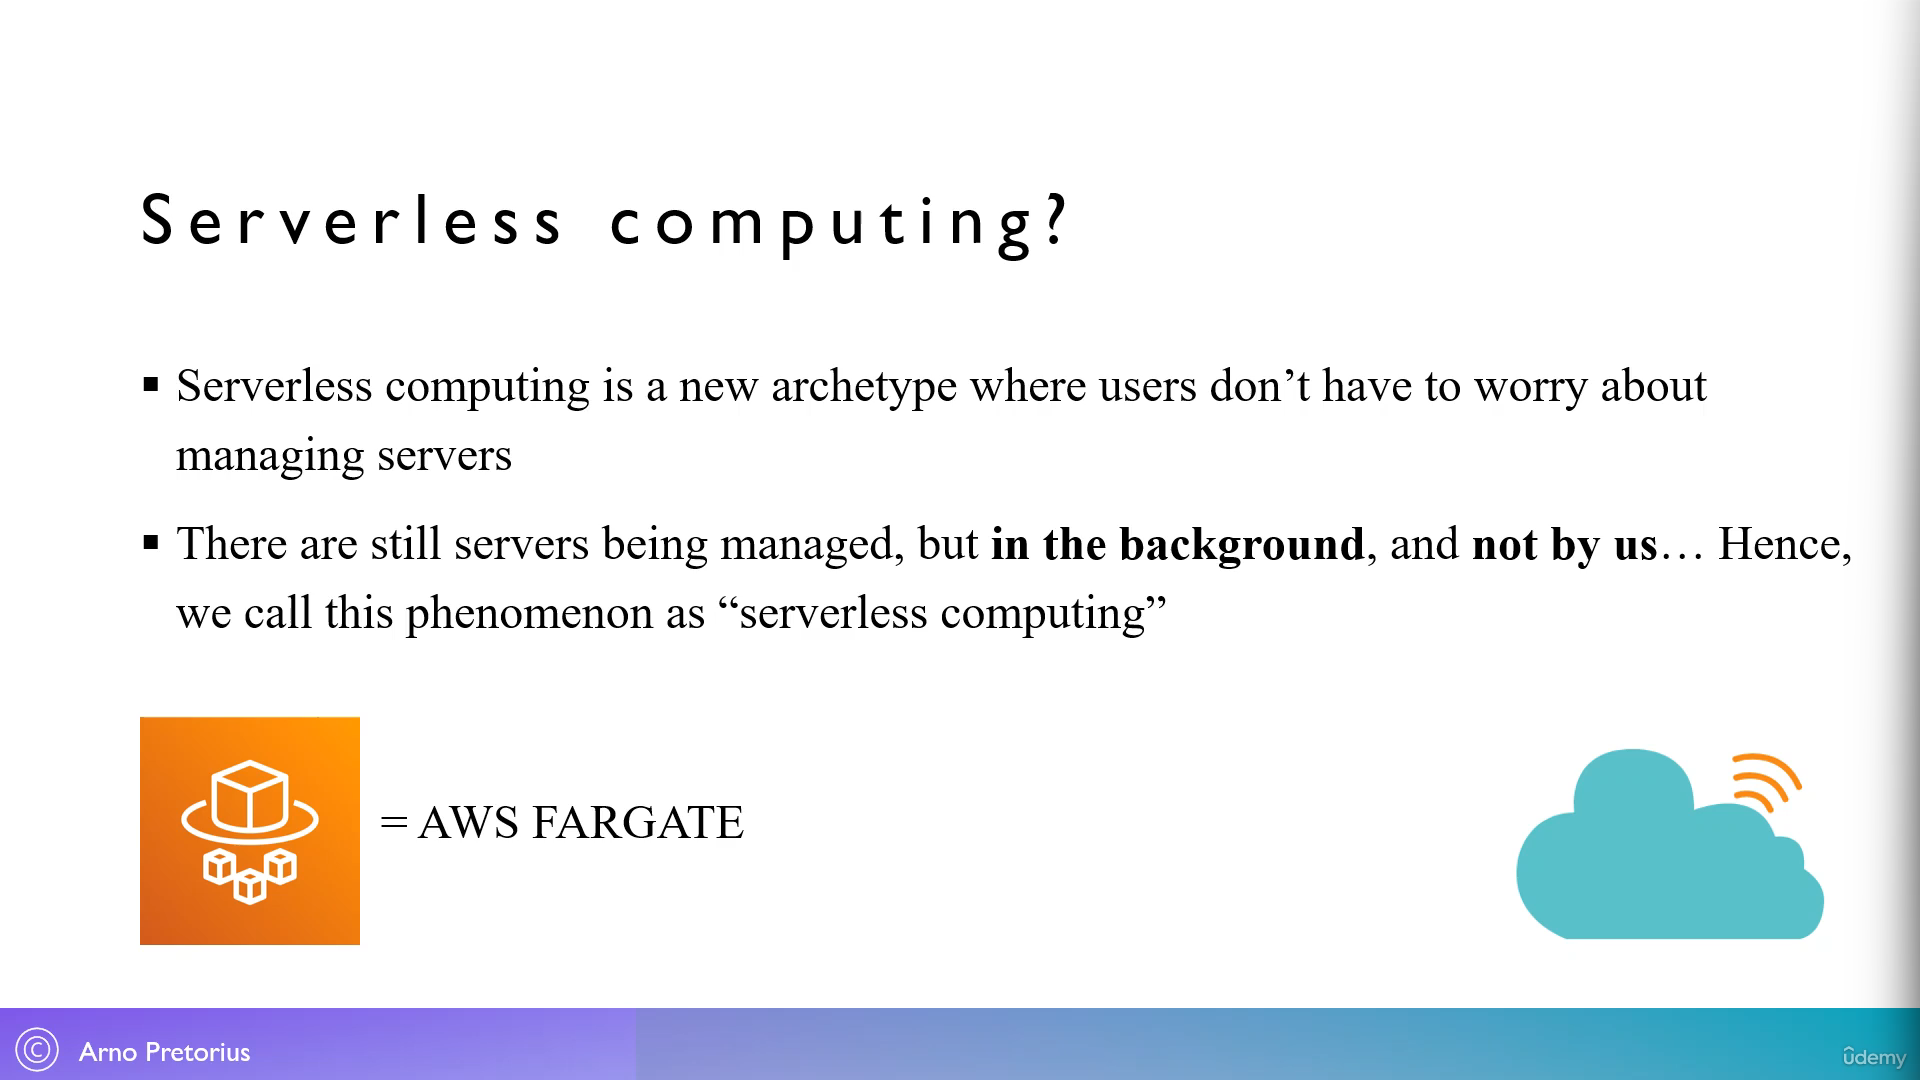 Serverless computing?
▪ Serverless computing is a new archetype where users don’t have to worry about
managing servers
▪ There are still servers being managed, but in the background, and not by us… Hence,
we call this phenomenon as “serverless computing”
= AWS FARGATE
© Arno Pretorius
ûdemy